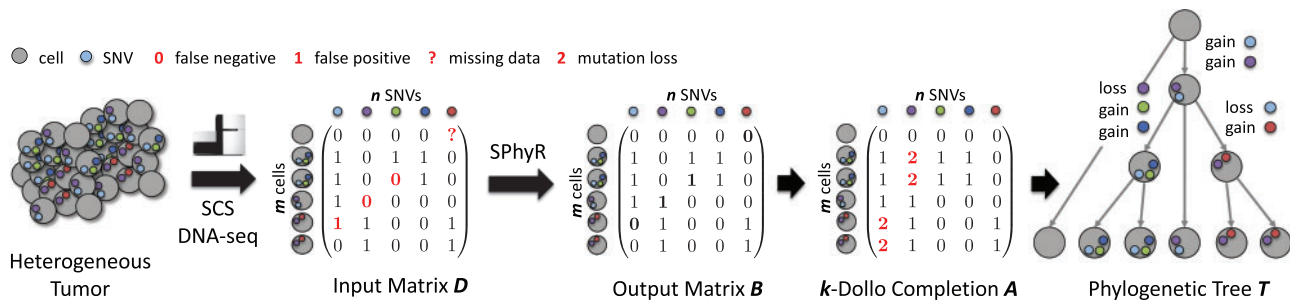 cell SNV 0 false negative 1 false positive ? missing data 2 mutation loss
Heterogeneous
Tumor
SCS
DNA-seq
n SNVs
m cells
0 0 0 0 ?
1 0 1 1 0
1 0 0 1 0
1 0 0 0 0
1 1 0 0 1
0 1 0 0 1
Input Matrix D
SPhyR
n SNVs
m cells
0 0 0 0 0
1 0 1 1 0
1 0 1 1 0
1 1 0 0 0
0 1 0 0 1
0 1 0 0 1
Output Matrix B
n SNVs
m cells
0 0 0 0 0
1 2 1 1 0
1 2 1 1 0
1 1 0 0 0
2 1 0 0 1
2 1 0 0 1
k-Dollo Completion A
gain
gain
loss
gain
gain
loss
gain
Phylogenetic Tree T